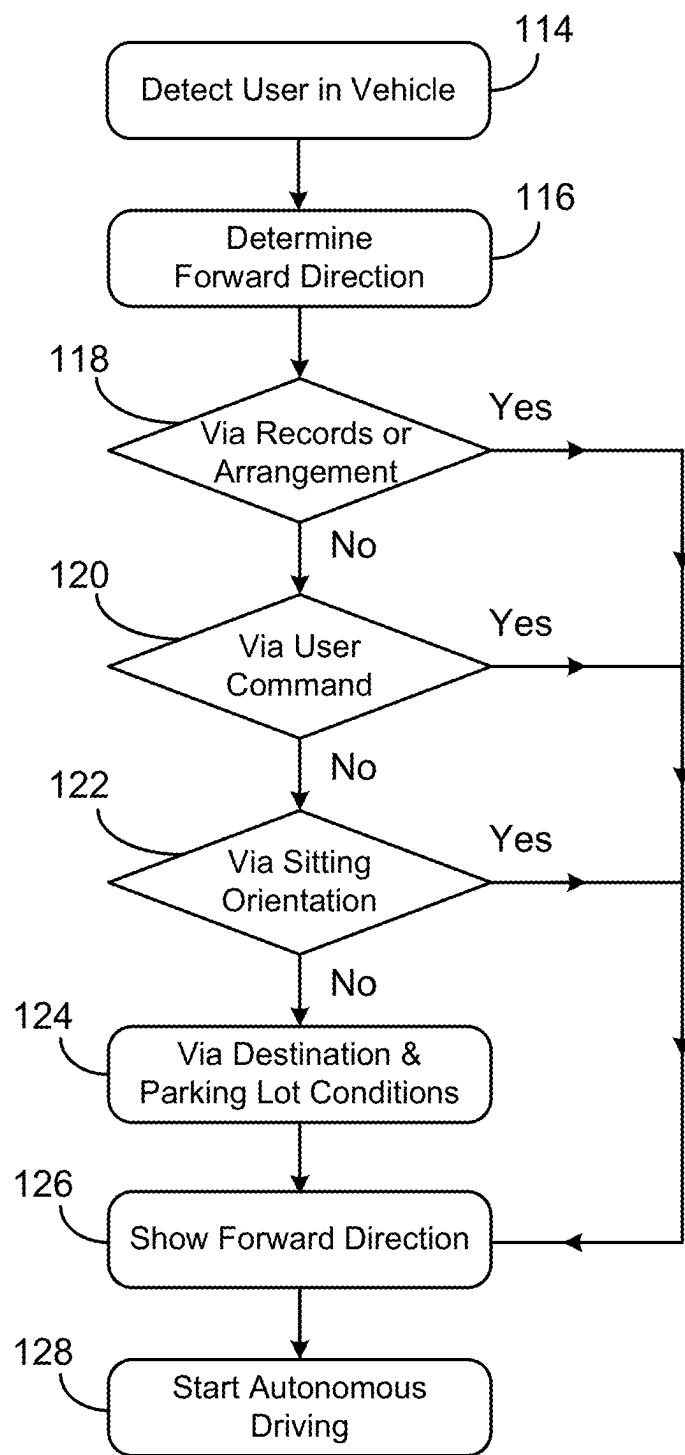 114
Detect User in Vehicle
116
Determine
Forward Direction
118
Yes
Via Records or
Arrangement
No
120
Yes
Via User
Command
No
122
Yes
Via Sitting
Orientation
No
124
Via Destination &
Parking Lot Conditions
126
Show Forward Direction
128
Start Autonomous
Driving